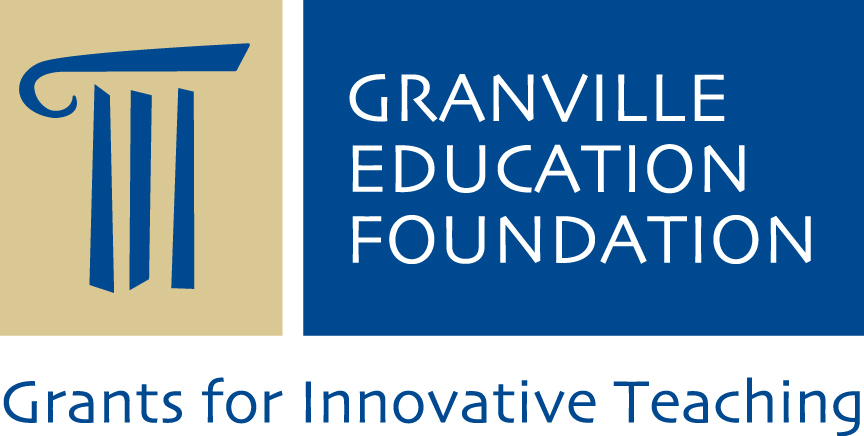 GRANVILLE
EDUCATION
FOUNDATION
Grants for Innovative Teaching